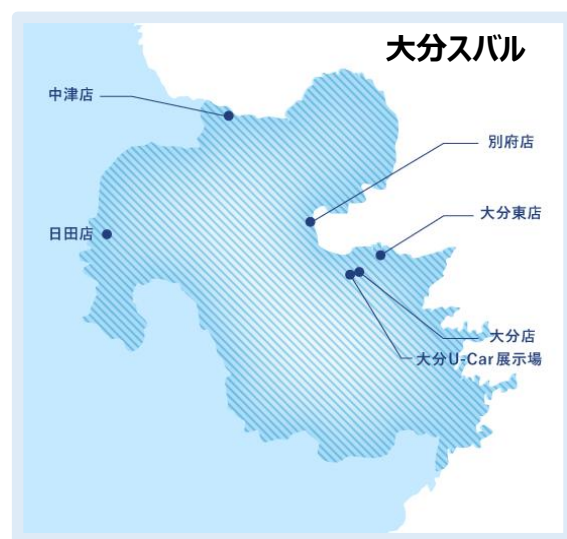 大分スバル
中津店
別府店
大分東店
日田店
大分店
大分U-Car展示場